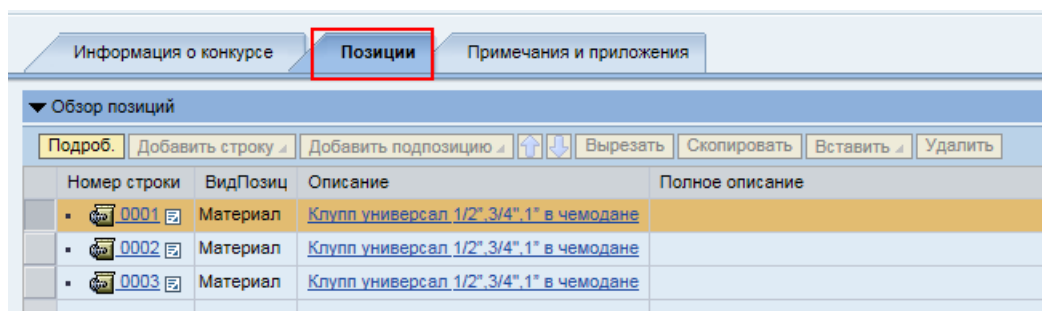 Информация о конкурсе Позиции Примечания и приложения
Обзор позиций
Подроб. Добавить строку Добавить подпозицию Вырезать Скопировать Вставить Удалить
Номер строки ВидПозиц Описание Полное описание
0001 Материал Клупп универсал 1/2",3/4",1" в чемодане
0002 Материал Клупп универсал 1/2",3/4",1" в чемодане
0003 Материал Клупп универсал 1/2",3/4",1" в чемодане